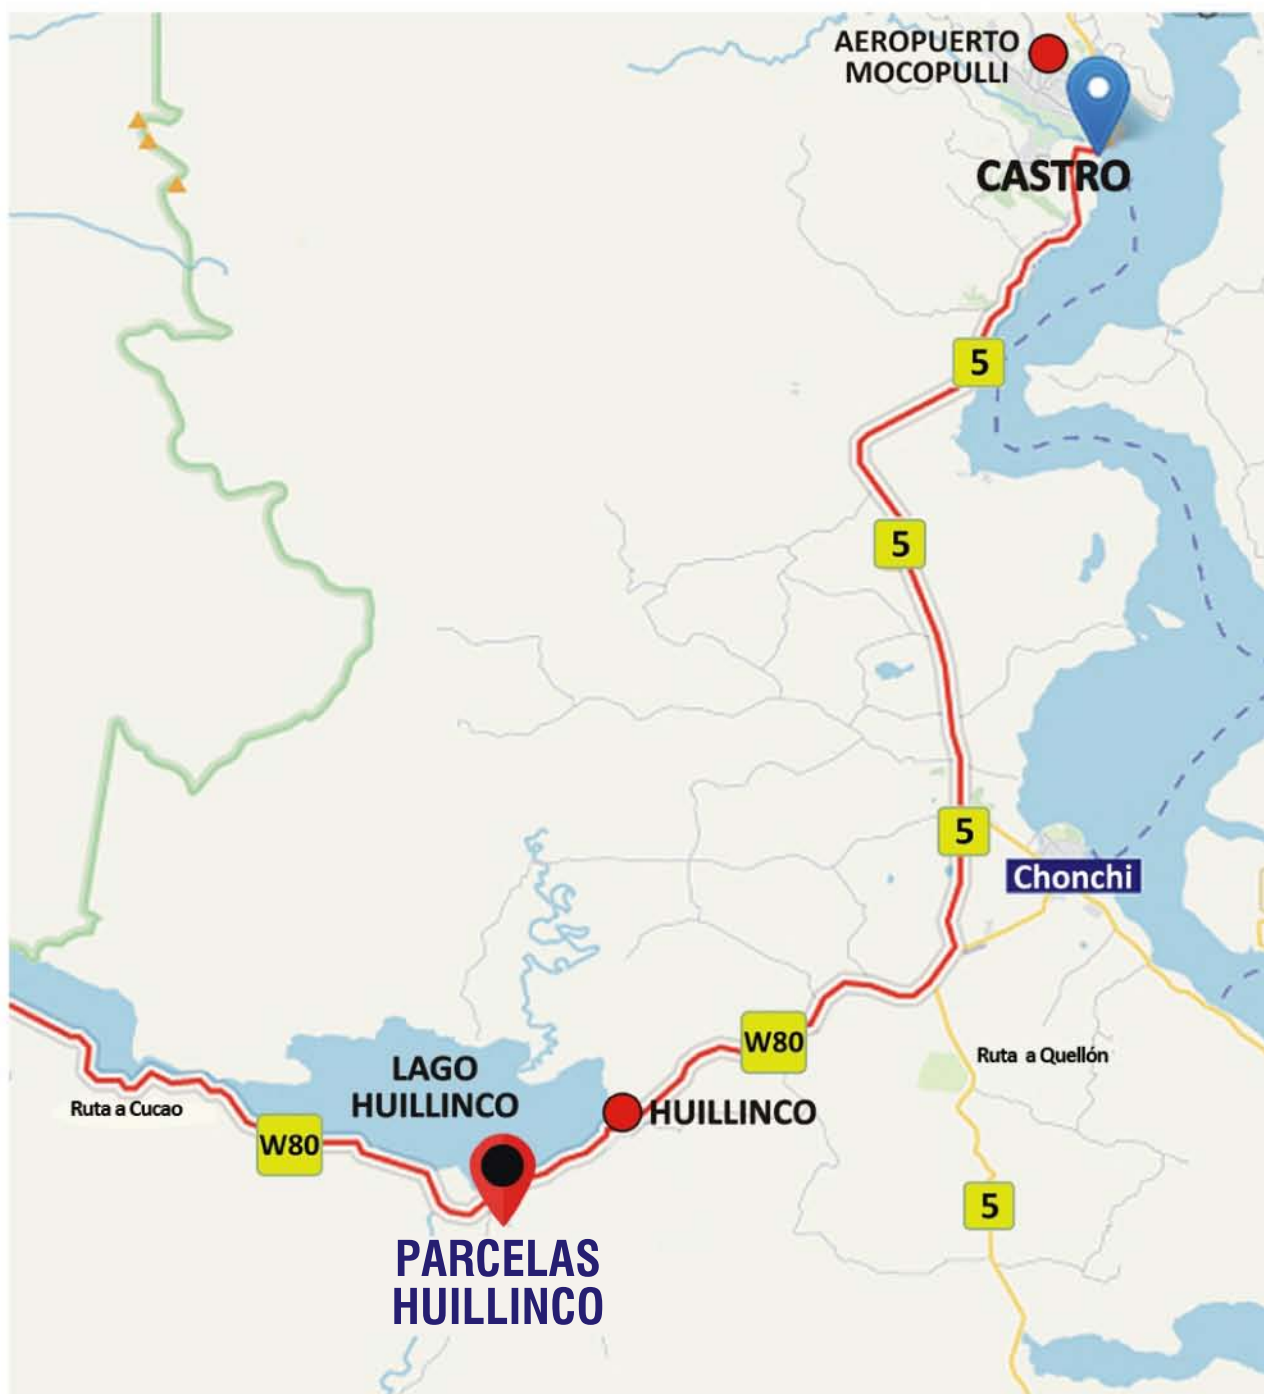 AEROPUERTO
MOCOPULLI
CASTRO
5
5
5
Chonchi
W80
Ruta a Quellón
LAGO
HUILLINCO
HUILLINCO
Ruta a Cucao
W80
5
PARCELAS
HUILLINCO